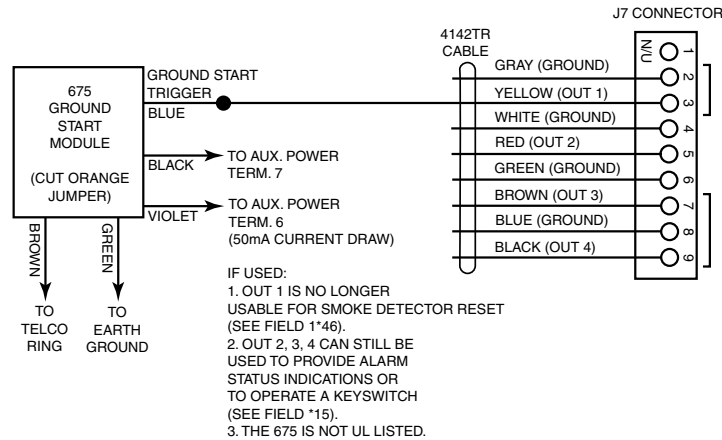 J7 CONNECTOR
4142TR
CABLE
N/U
1
GRAY (GROUND)
2
YELLOW (OUT 1)
3
WHITE (GROUND)
4
RED (OUT 2)
5
GREEN (GROUND)
6
BROWN (OUT 3)
7
BLUE (GROUND)
8
BLACK (OUT 4)
9
675
GROUND
START
MODULE
(CUT ORANGE
JUMPER)
GROUND START
TRIGGER
BLUE
BLACK
TO AUX. POWER
TERM. 7
VIOLET
TO AUX. POWER
TERM. 6
(50mA CURRENT DRAW)
BROWN
GREEN
TO
TELCO
RING
TO
EARTH
GROUND
IF USED:
1. OUT 1 IS NO LONGER
USABLE FOR SMOKE DETECTOR RESET
(SEE FIELD 1*46).
2. OUT 2, 3, 4 CAN STILL BE
USED TO PROVIDE ALARM
STATUS INDICATIONS OR
TO OPERATE A KEYSWITCH
(SEE FIELD *15).
3. THE 675 IS NOT UL LISTED.